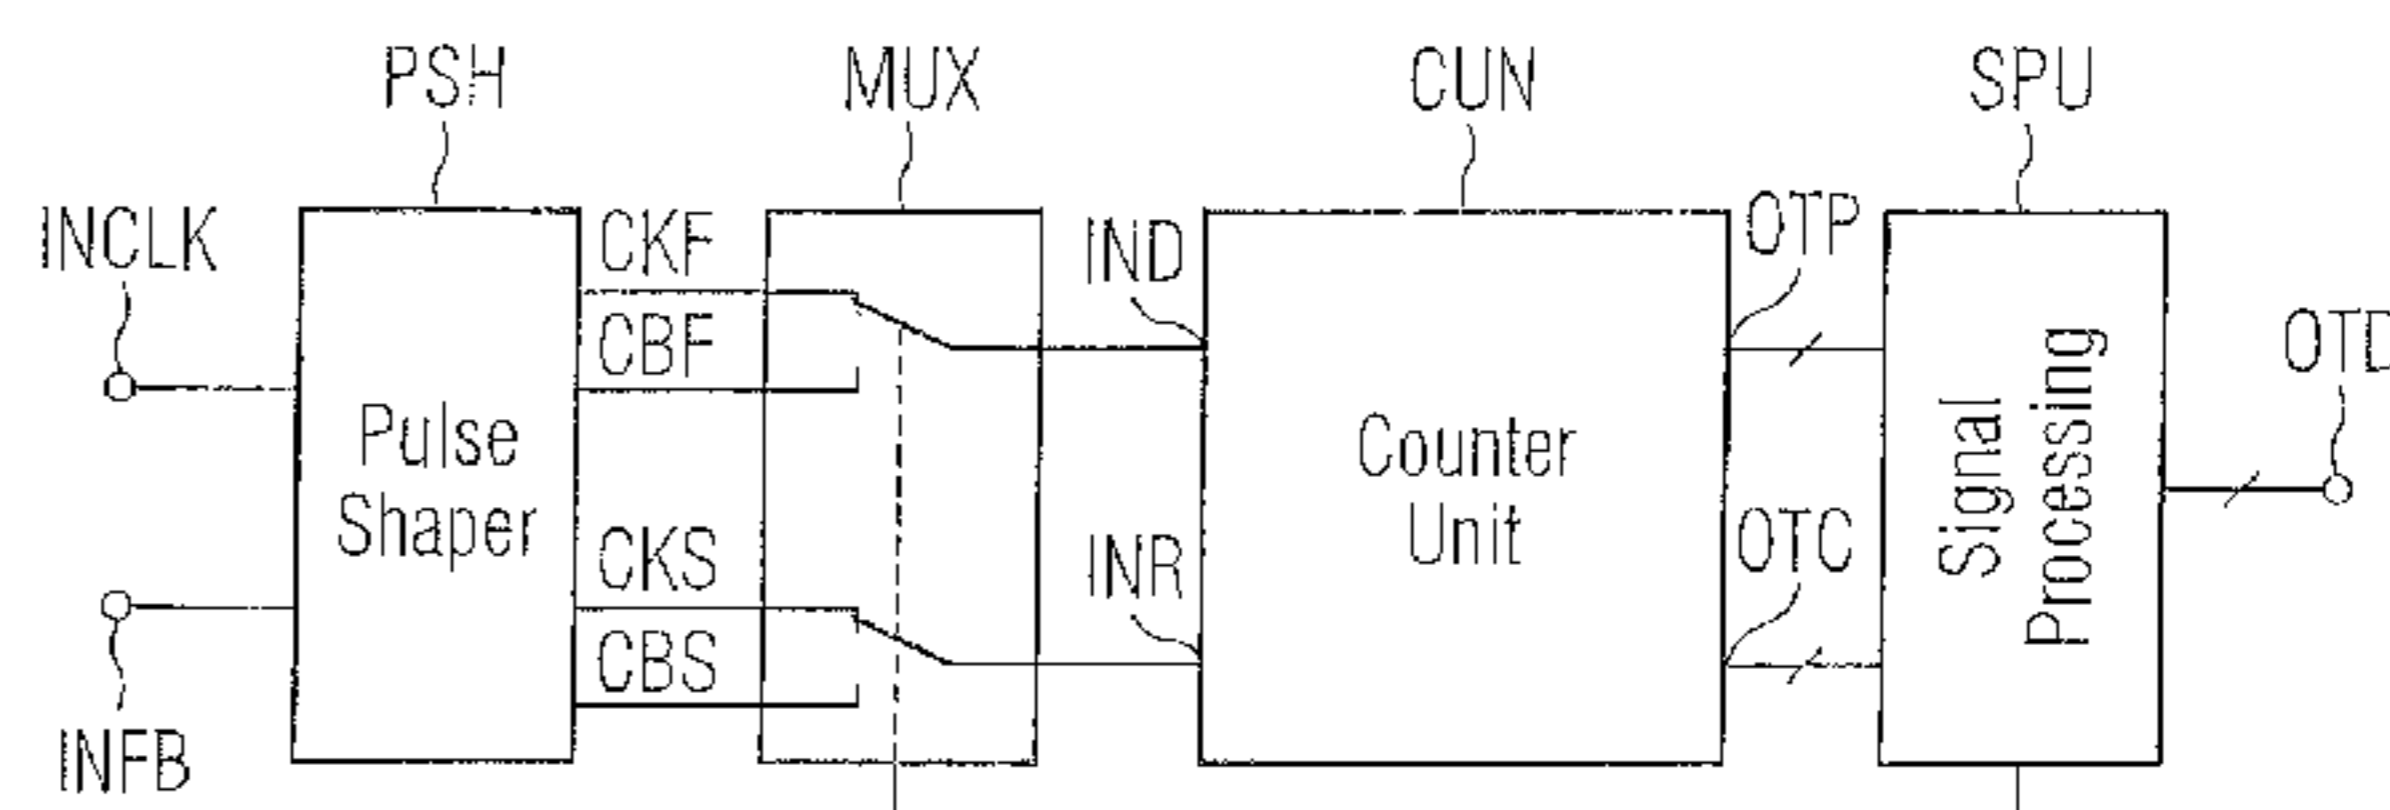 PSH
MUX
CUN
SPU
INCLK
CKF
CBF
IND
OTP
OTD
Pulse
Shaper
Counter
Unit
Signal
Processing
CKS
CBS
INR
OTC
INFB